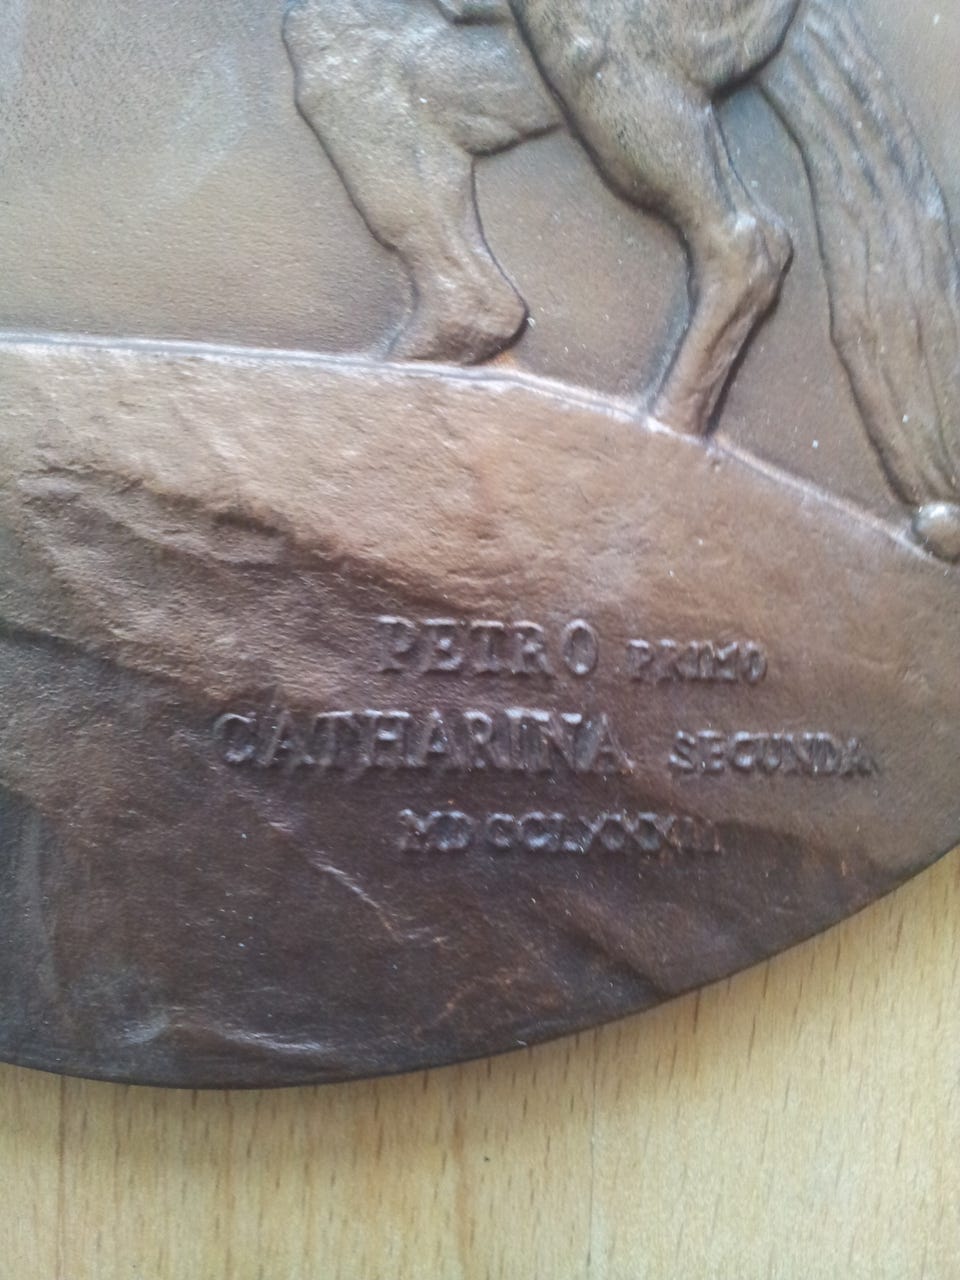 PETRO PRIMO
CATHARINA SECUNDA
MDCCLXXXII